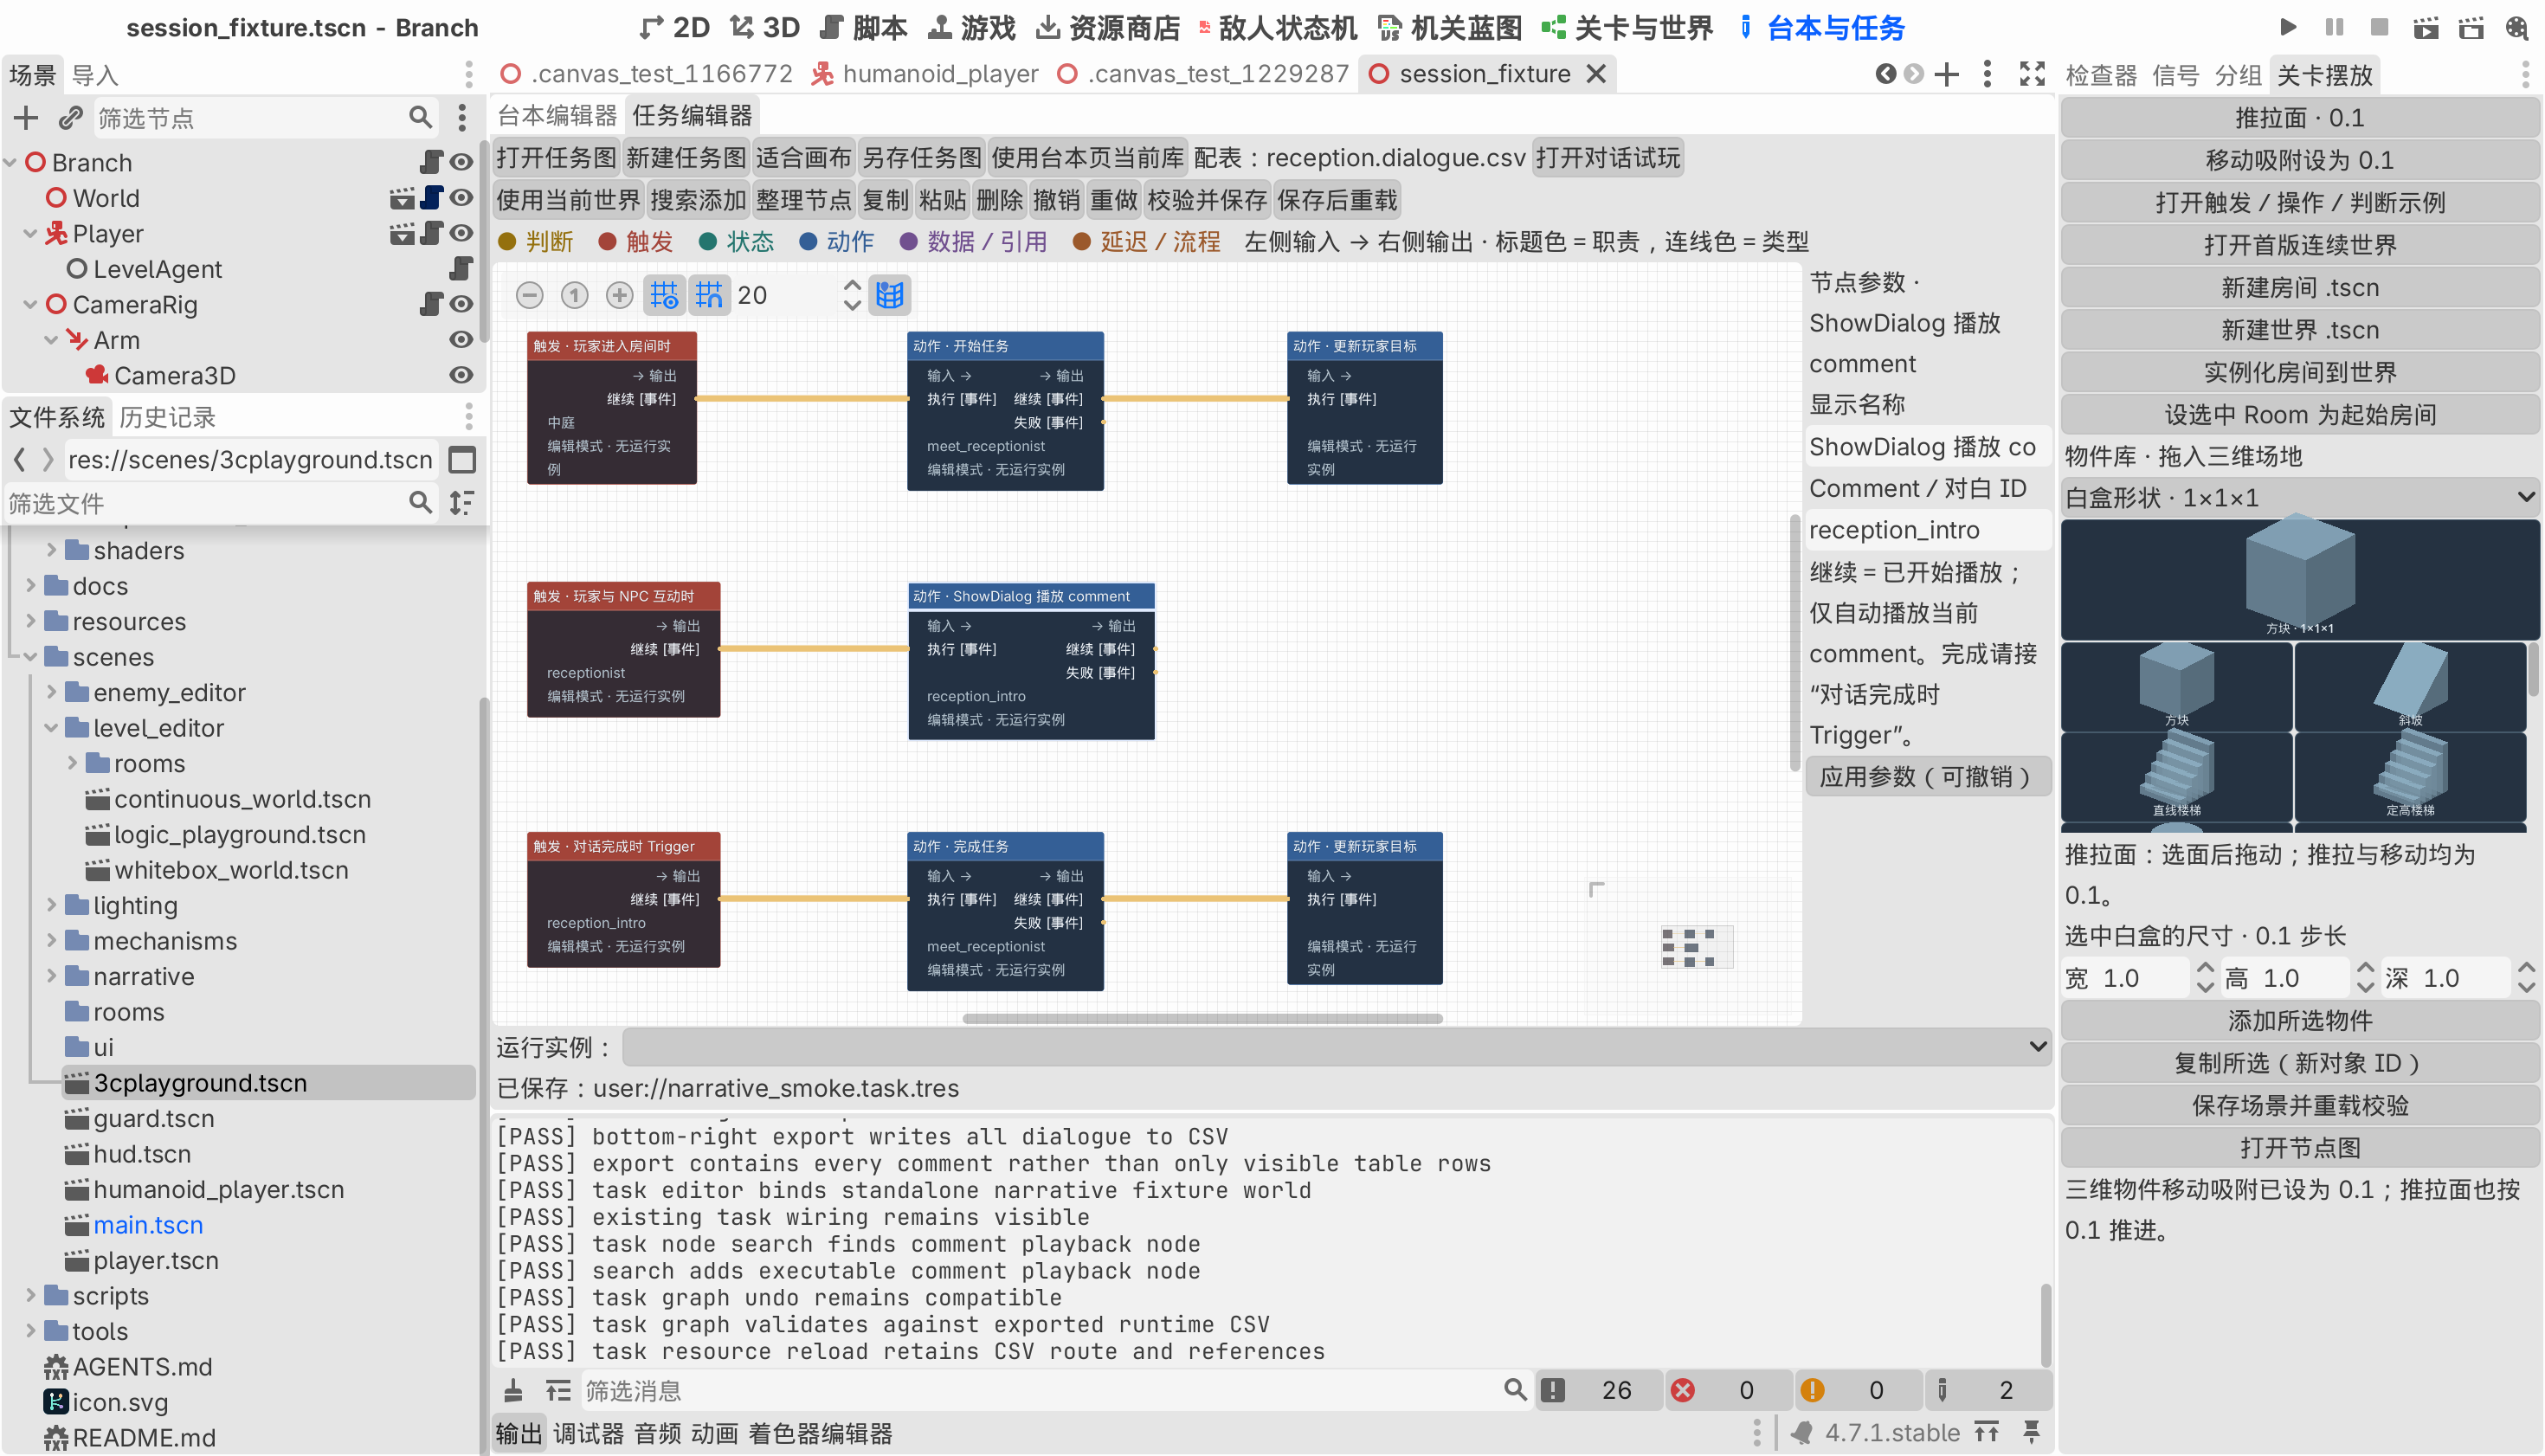 session_fixture.tscn - Branch
2D 3D 脚本 游戏 资源商店 敌人状态机 机关蓝图 关卡与世界 台本与任务
场景 导入
筛选节点
Branch
World
Player
LevelAgent
CameraRig
Arm
Camera3D
文件系统 历史记录
res://scenes/3cplayground.tscn
筛选文件
shaders
docs
resources
scenes
enemy_editor
level_editor
rooms
continuous_world.tscn
logic_playground.tscn
whitebox_world.tscn
lighting
mechanisms
narrative
rooms
ui
3cplayground.tscn
guard.tscn
hud.tscn
humanoid_player.tscn
main.tscn
player.tscn
scripts
tools
AGENTS.md
icon.svg
README.md
.canvas_test_1166772 humanoid_player .canvas_test_1229287 session_fixture
台本编辑器 任务编辑器
打开任务图 新建任务图 适合画布 另存任务图 使用台本页当前库 配表：reception.dialogue.csv 打开对话试玩
使用当前世界 搜索添加 整理节点 复制 粘贴 删除 撤销 重做 校验并保存 保存后重载
判断 触发 状态 动作 数据 / 引用 延迟 / 流程 左侧输入 → 右侧输出 · 标题色 = 职责，连线色 = 类型
1 20
触发 · 玩家进入房间时
→ 输出
继续 [事件]
中庭
编辑模式 · 无运行实
例
动作 · 开始任务
输入 → → 输出
执行 [事件] 继续 [事件]
失败 [事件]
meet_receptionist
编辑模式 · 无运行实例
动作 · 更新玩家目标
输入 →
执行 [事件]
编辑模式 · 无运行
实例
触发 · 玩家与 NPC 互动时
→ 输出
继续 [事件]
receptionist
编辑模式 · 无运行实例
动作 · ShowDialog 播放 comment
输入 → → 输出
执行 [事件] 继续 [事件]
失败 [事件]
reception_intro
编辑模式 · 无运行实例
触发 · 对话完成时 Trigger
→ 输出
继续 [事件]
reception_intro
编辑模式 · 无运行实例
动作 · 完成任务
输入 → → 输出
执行 [事件] 继续 [事件]
失败 [事件]
meet_receptionist
编辑模式 · 无运行实例
动作 · 更新玩家目标
输入 →
执行 [事件]
编辑模式 · 无运行
实例
节点参数 ·
ShowDialog 播放
comment
显示名称
ShowDialog 播放 co
Comment / 对白 ID
reception_intro
继续 = 已开始播放；
仅自动播放当前
comment。完成请接
“对话完成时
Trigger”。
应用参数（可撤销）
运行实例：
已保存：user://narrative_smoke.task.tres
[PASS] bottom-right export writes all dialogue to CSV
[PASS] export contains every comment rather than only visible table rows
[PASS] task editor binds standalone narrative fixture world
[PASS] existing task wiring remains visible
[PASS] task node search finds comment playback node
[PASS] search adds executable comment playback node
[PASS] task graph undo remains compatible
[PASS] task graph validates against exported runtime CSV
[PASS] task resource reload retains CSV route and references
筛选消息 26 0 0 2
输出 调试器 音频 动画 着色器编辑器 4.7.1.stable
检查器 信号 分组 关卡摆放
推拉面 · 0.1
移动吸附设为 0.1
打开触发 / 操作 / 判断示例
打开首版连续世界
新建房间 .tscn
新建世界 .tscn
实例化房间到世界
设选中 Room 为起始房间
物件库 · 拖入三维场地
白盒形状 · 1×1×1
方块 · 1×1×1
方块 斜坡
直线楼梯 定高楼梯
推拉面：选面后拖动；推拉与移动均为
0.1。
选中白盒的尺寸 · 0.1 步长
宽 1.0 高 1.0 深 1.0
添加所选物件
复制所选（新对象 ID）
保存场景并重载校验
打开节点图
三维物件移动吸附已设为 0.1；推拉面也按
0.1 推进。